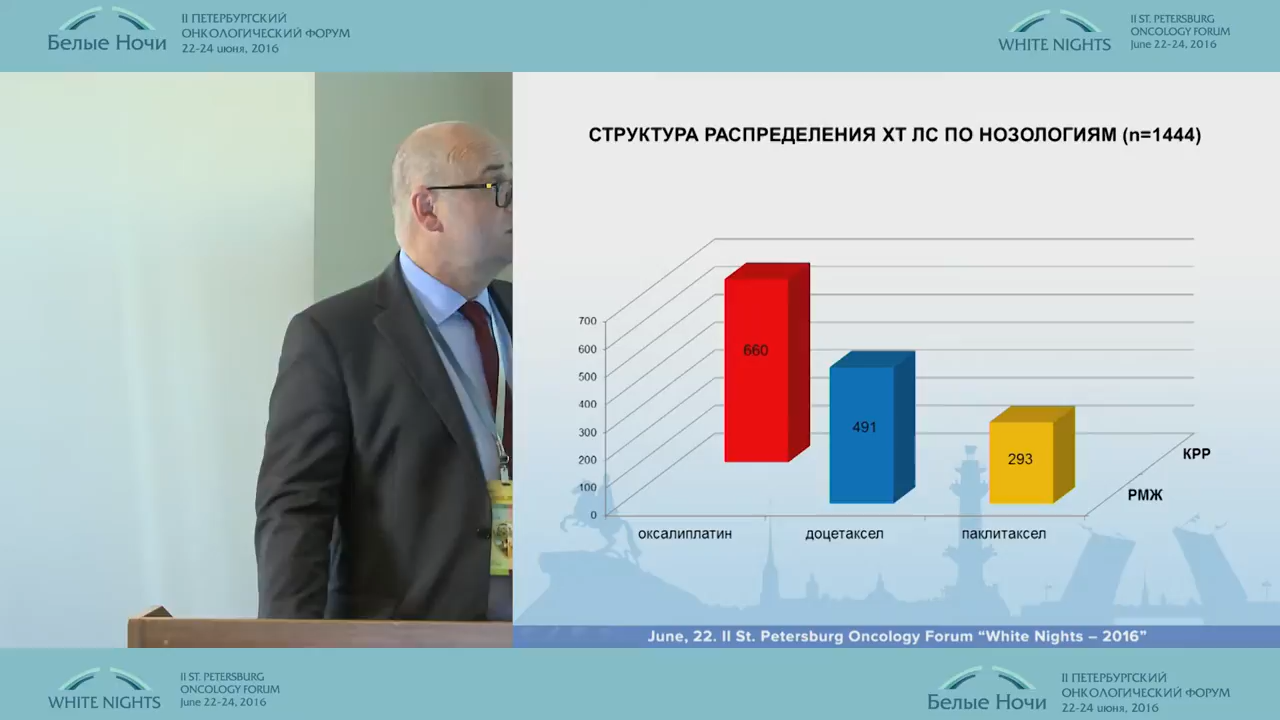 Белые Ночи
II ПЕТЕРБУРГСКИЙ
ОНКОЛОГИЧЕСКИЙ ФОРУМ
22-24 июня, 2016
WHITE NIGHTS
II ST. PETERSBURG
ONCOLOGY FORUM
June 22-24, 2016
СТРУКТУРА РАСПРЕДЕЛЕНИЯ ХТ ЛС ПО НОЗОЛОГИЯМ (n=1444)
700
600
500
400
300
200
100
0
660
491
293
КРР
РМЖ
оксалиплатин
доцетаксел
паклитаксел
June, 22. II St. Petersburg Oncology Forum “White Nights – 2016”
WHITE NIGHTS
II ST. PETERSBURG
ONCOLOGY FORUM
June 22-24, 2016
Белые Ночи
II ПЕТЕРБУРГСКИЙ
ОНКОЛОГИЧЕСКИЙ ФОРУМ
22-24 июня, 2016